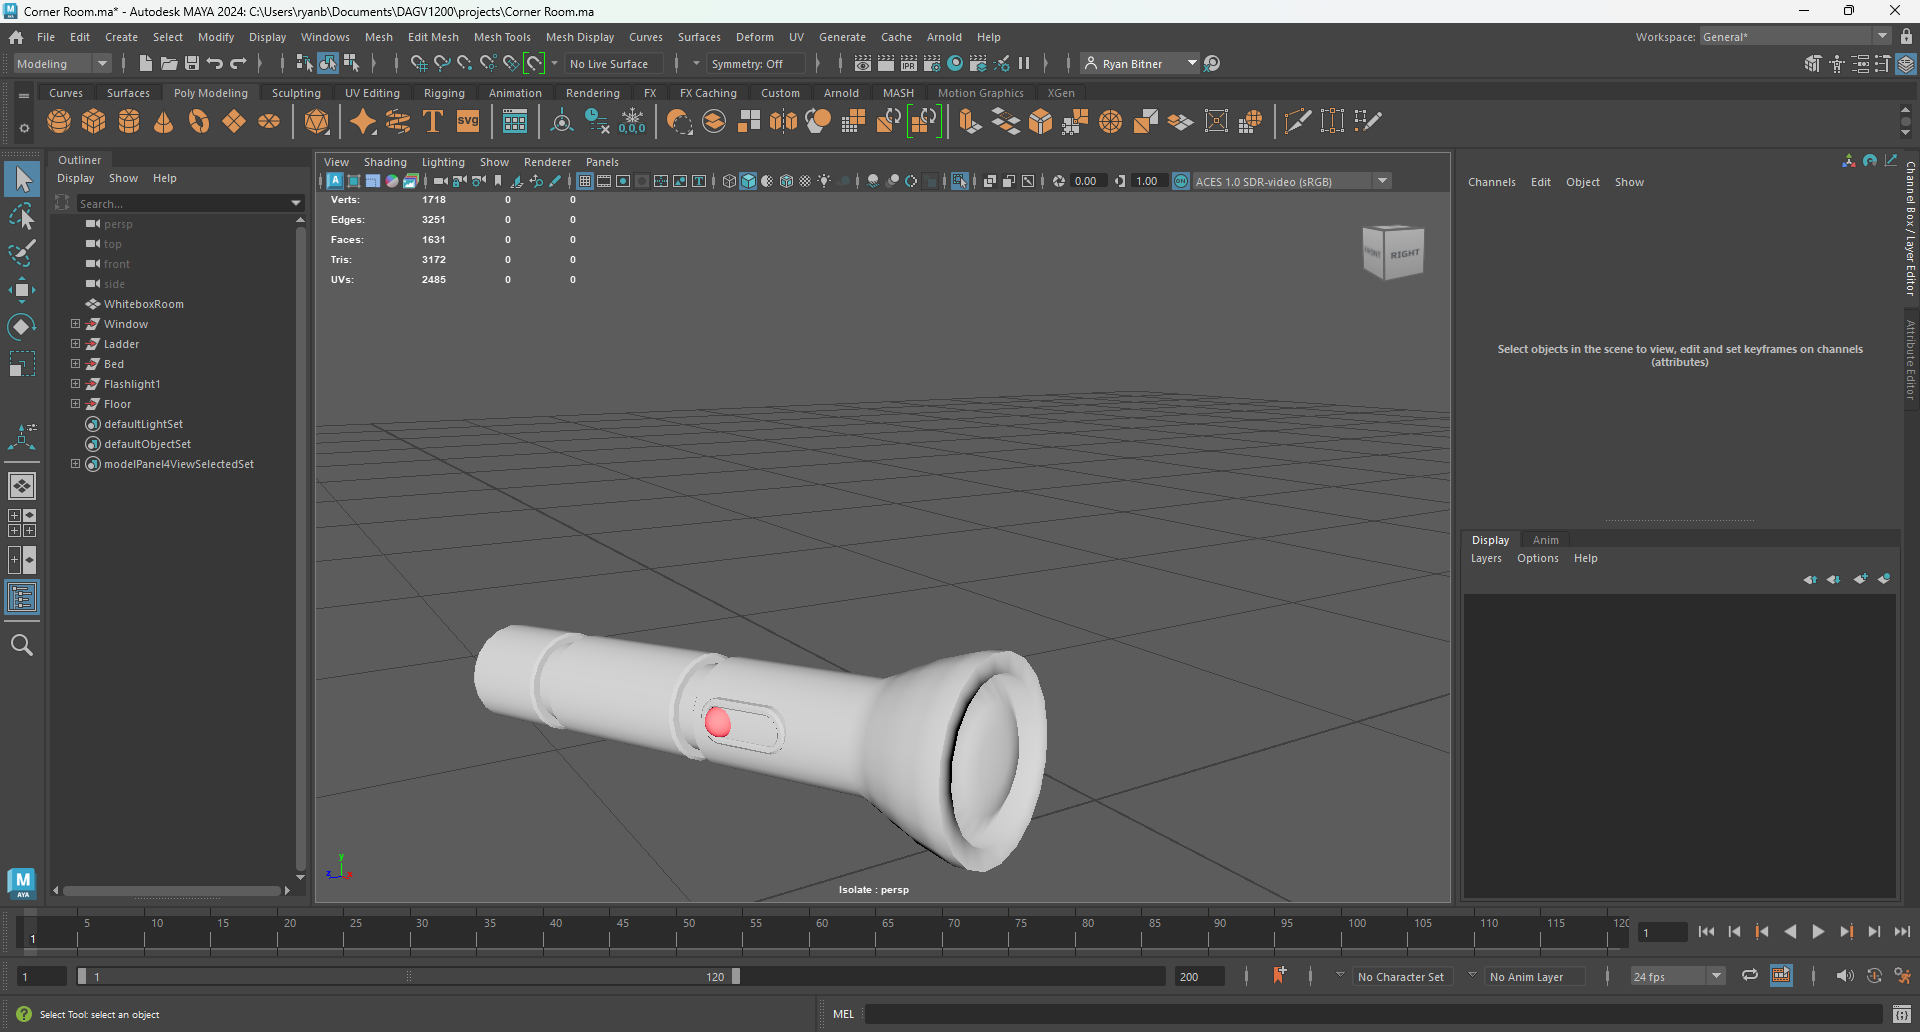 Corner Room.ma* - Autodesk MAYA 2024: C:\Users\ryanb\Documents\DAGV1200\projects\Corner Room.ma
File Edit Create Select Modify Display Windows Mesh Edit Mesh Mesh Tools Mesh Display Curves Surfaces Deform UV Generate Cache Arnold Help Workspace: General*
Modeling No Live Surface Symmetry: Off IPR Ryan Bitner
Curves Surfaces Poly Modeling Sculpting UV Editing Rigging Animation Rendering FX FX Caching Custom Arnold MASH Motion Graphics XGen
T svg 0,0,0
Outliner
Display Show Help
Search...
persp
top
front
side
WhiteboxRoom
Window
Ladder
Bed
Flashlight1
Floor
defaultLightSet
defaultObjectSet
modelPanel4ViewSelectedSet
View Shading Lighting Show Renderer Panels
0.00 1.00 ON ACES 1.0 SDR-video (sRGB)
Verts: 1718 0 0
Edges: 3251 0 0
Faces: 1631 0 0
Tris: 3172 0 0
UVs: 2485 0 0
FRONT RIGHT
y
z x
Isolate : persp
Channels Edit Object Show
Select objects in the scene to view, edit and set keyframes on channels
(attributes)
Channel Box / Layer Editor
Attribute Editor
Display Anim
Layers Options Help
M
AYA
5 10 15 20 25 30 35 40 45 50 55 60 65 70 75 80 85 90 95 100 105 110 115 120
1 1
1 1 120 200 No Character Set No Anim Layer 24 fps
Select Tool: select an object MEL